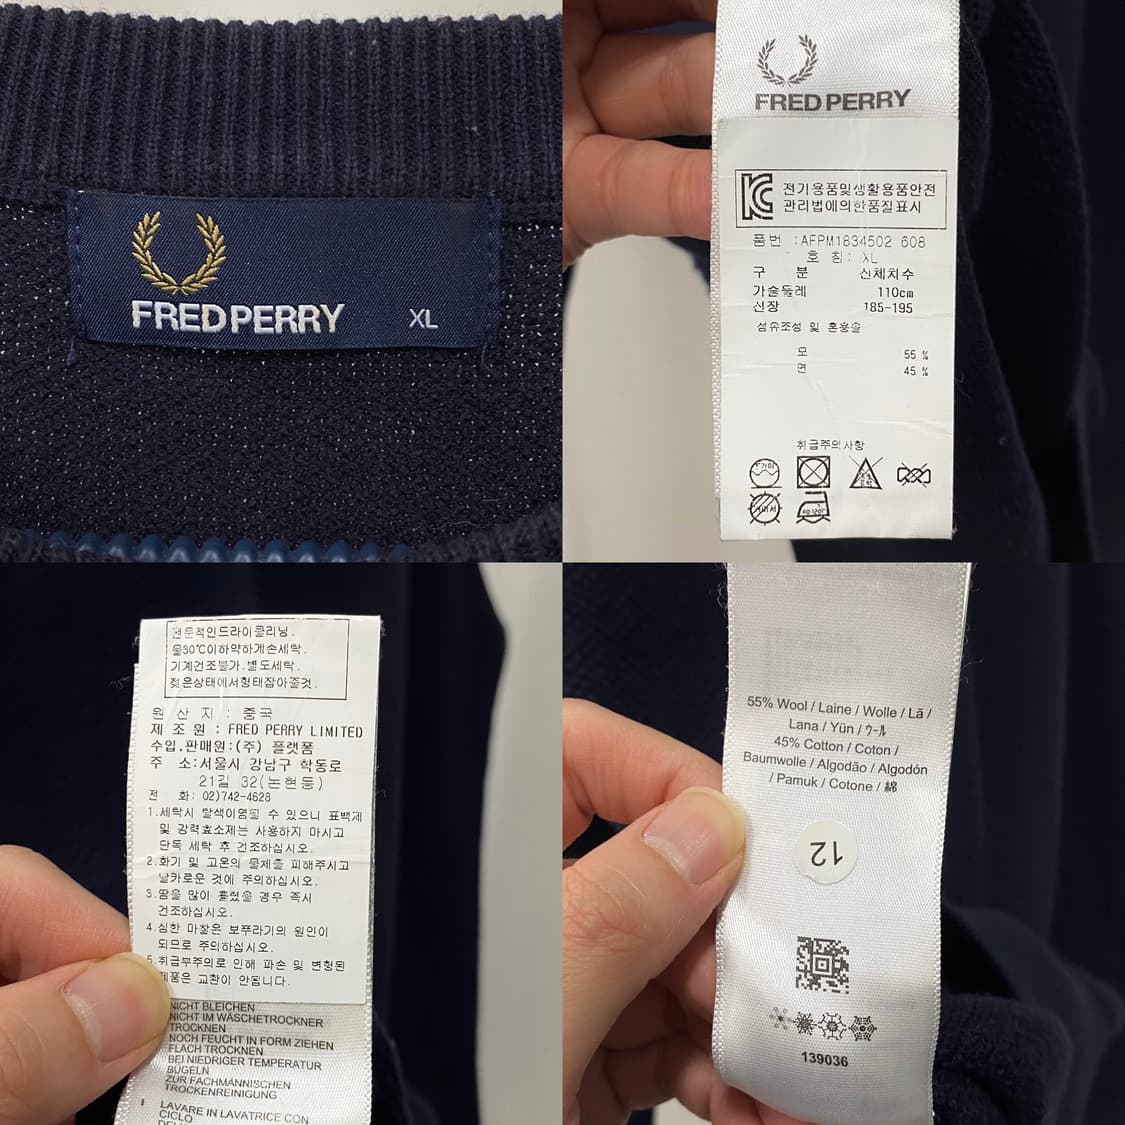 FRED PERRY XL
FRED PERRY
전기용품및생활용품안전
관리법에의한품질표시
품번 :AFPM1834502 608
호 칭: XL
구 분 신체치수
가슴둘레 110cm
신장 185-195
섬유조성 및 혼용율
모 55 %
면 45 %
취급주의사항
전문적인드라이클리닝.
물30℃이하약하게손세탁.
기계건조불가.별도세탁.
젖은상태에서형태잡아줄것.
원 산 지 : 중국
제 조 원 : FRED PERRY LIMITED
수입.판매원:(주) 플랫폼
주 소:서울시 강남구 학동로
21길 32(논현동)
전 화: 02)742-4628
1.세탁시 탈색이염될 수 있으니 표백제
및 강력효소제는 사용하지 마시고
단독 세탁 후 건조하십시오.
2.화기 및 고온의 물체를 피해주시고
날카로운 것에 주의하십시오.
3.땀을 많이 흘렸을 경우 즉시
건조하십시오.
4.심한 마찰은 보푸라기의 원인이
되므로 주의하십시오.
5.취급부주의로 인해 파손 및 변형된
제품은 교환이 안됩니다.
NICHT BLEICHEN
NICHT IM WÄSCHETROCKNER
TROCKNEN
NOCH FEUCHT IN FORM ZIEHEN
FLACH TROCKNEN
BEI NIEDRIGER TEMPERATUR
BÜGELN
ZUR FACHMÄNNISCHEN
TROCKENREINIGUNG
I LAVARE IN LAVATRICE CON
CICLO
55% Wool / Laine / Wolle / Lã /
Lana / Yün / ウール
45% Cotton / Coton /
Baumwolle / Algodão / Algodón
/ Pamuk / Cotone / 綿
12
139036